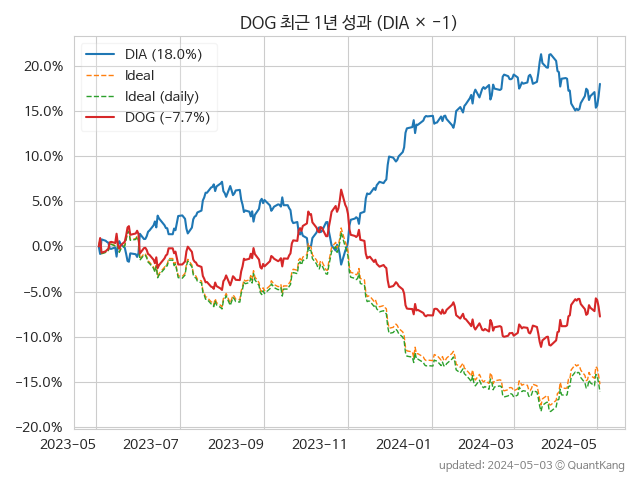 DOG 최근 1년 성과 (DIA × −1)
DIA (18.0%)
Ideal
Ideal (daily)
DOG (−7.7%)
20.0%
15.0%
10.0%
5.0%
0.0%
−5.0%
−10.0%
−15.0%
−20.0%
2023-05 2023-07 2023-09 2023-11 2024-01 2024-03 2024-05
updated: 2024-05-03 ⓒ QuantKang